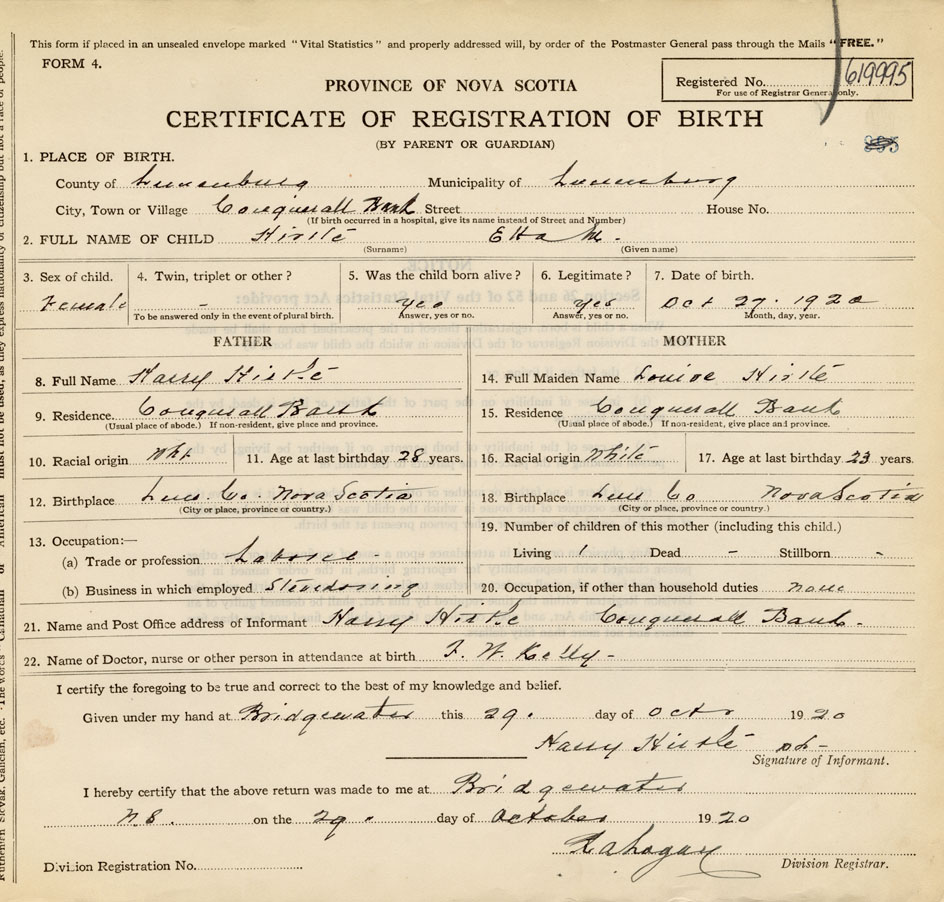 This form if placed in an unsealed envelope marked "Vital Statistics" and properly addressed will, by order of the Postmaster General pass through the Mails "FREE."
FORM 4.
PROVINCE OF NOVA SCOTIA
Registered No. 619995
For use of Registrar General only.
CERTIFICATE OF REGISTRATION OF BIRTH
(BY PARENT OR GUARDIAN)
1. PLACE OF BIRTH.
County of Lunenburg Municipality of Lunenburg
City, Town or Village Conquerall Bank Street House No.
(If birth occurred in a hospital, give its name instead of Street and Number)
2. FULL NAME OF CHILD Hirtle Etta M.
(Surname) (Given name)
3. Sex of child. 4. Twin, triplet or other? 5. Was the child born alive? 6. Legitimate? 7. Date of birth.
Female - yes yes Oct 27. 1920
To be answered only in the event of plural birth. Answer, yes or no. Answer, yes or no. Month, day, year.
FATHER MOTHER
8. Full Name Harry Hirtle 14. Full Maiden Name Louise Hirtle
9. Residence. Conquerall Bank 15. Residence Conquerall Bank
(Usual place of abode.) If non-resident, give place and province. (Usual place of abode.) If non-resident, give place and province.
10. Racial origin Wht 11. Age at last birthday 28 years. 16. Racial origin White 17. Age at last birthday 23 years.
12. Birthplace Lun. Co. Nova Scotia 18. Birthplace Lun Co Nova Scotia
(City or place, province or country.) (City or place, province or country.)
19. Number of children of this mother (including this child.)
13. Occupation:—
Living 1 Dead - Stillborn -
(a) Trade or profession Laborer
(b) Business in which employed Stevedoring 20. Occupation, if other than household duties none
21. Name and Post Office address of Informant Harry Hirtle Conquerall Bank.
22. Name of Doctor, nurse or other person in attendance at birth F. W. Kelly
I certify the foregoing to be true and correct to the best of my knowledge and belief.
Given under my hand at Bridgewater this 29. day of Oct 1920
Harry Hirtle
Signature of Informant.
I hereby certify that the above return was made to me at Bridgewater
N.S. on the 29. day of October 1920
Division Registration No. Division Registrar.